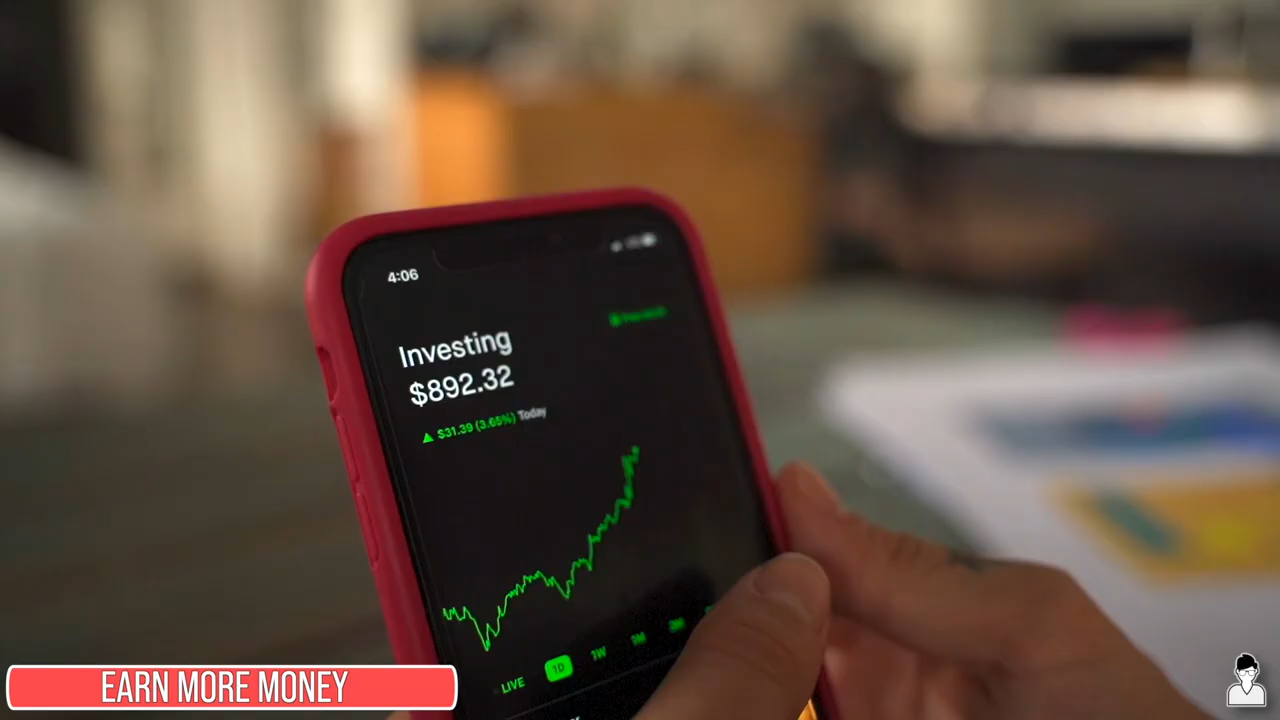 4:06
Investing
$892.32
▲ $31.39 (3.65%) Today
LIVE
1D
1W
1M
3M
EARN MORE MONEY